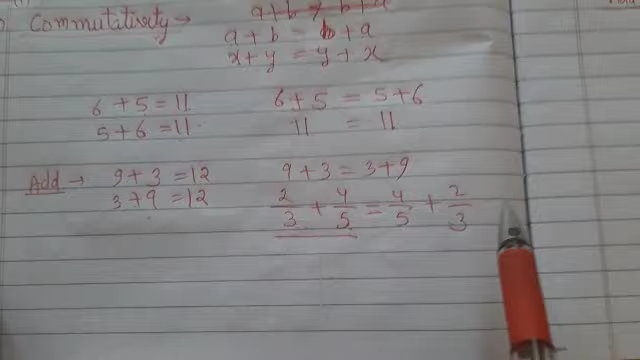 Commutativity → a+b = b+a
a + b = b + a
x + y = y + x
6 + 5 = 11 6 + 5 = 5 + 6
5 + 6 = 11 11 = 11
Add → 9 + 3 = 12 9 + 3 = 3 + 9
3 + 9 = 12 2/3 + 4/5 = 4/5 + 2/3